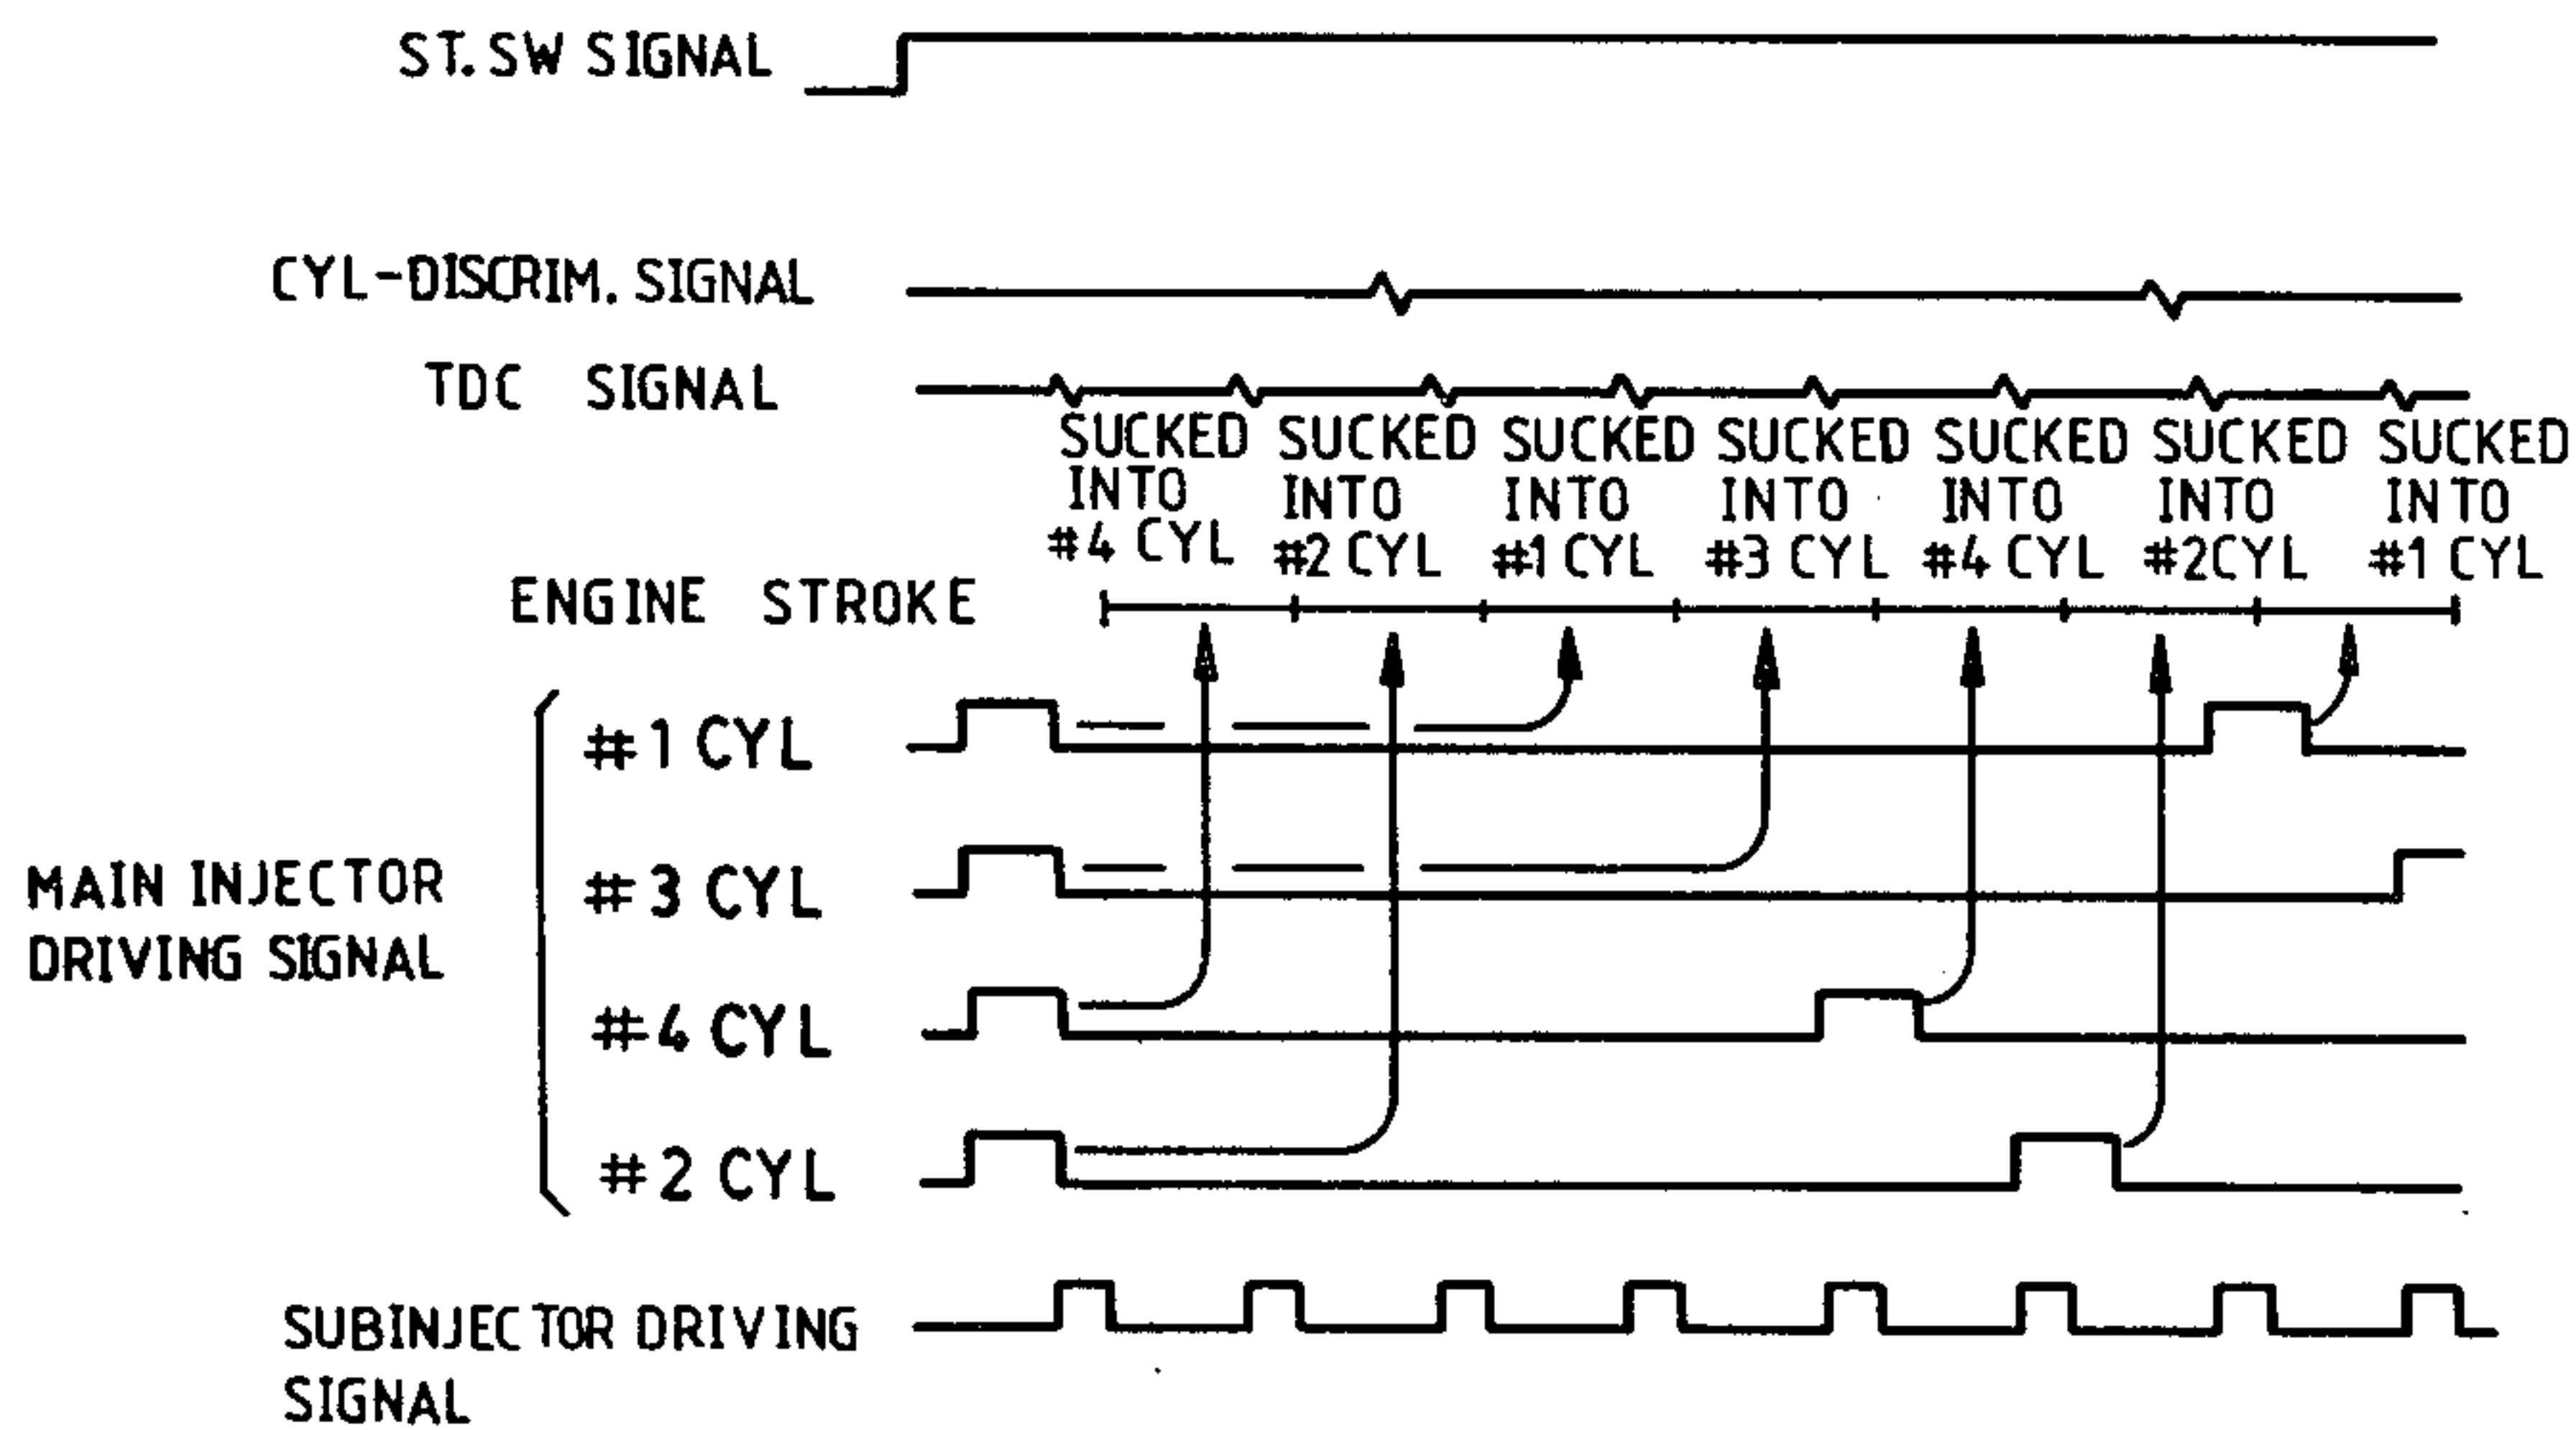 ST. SW SIGNAL
CYL-DISCRIM. SIGNAL
TDC SIGNAL
SUCKED INTO #4 CYL
SUCKED INTO #2 CYL
SUCKED INTO #1 CYL
SUCKED INTO #3 CYL
SUCKED INTO #4 CYL
SUCKED INTO #2 CYL
SUCKED INTO #1 CYL
ENGINE STROKE
MAIN INJECTOR
DRIVING SIGNAL
#1 CYL
#3 CYL
#4 CYL
#2 CYL
SUBINJECTOR DRIVING
SIGNAL